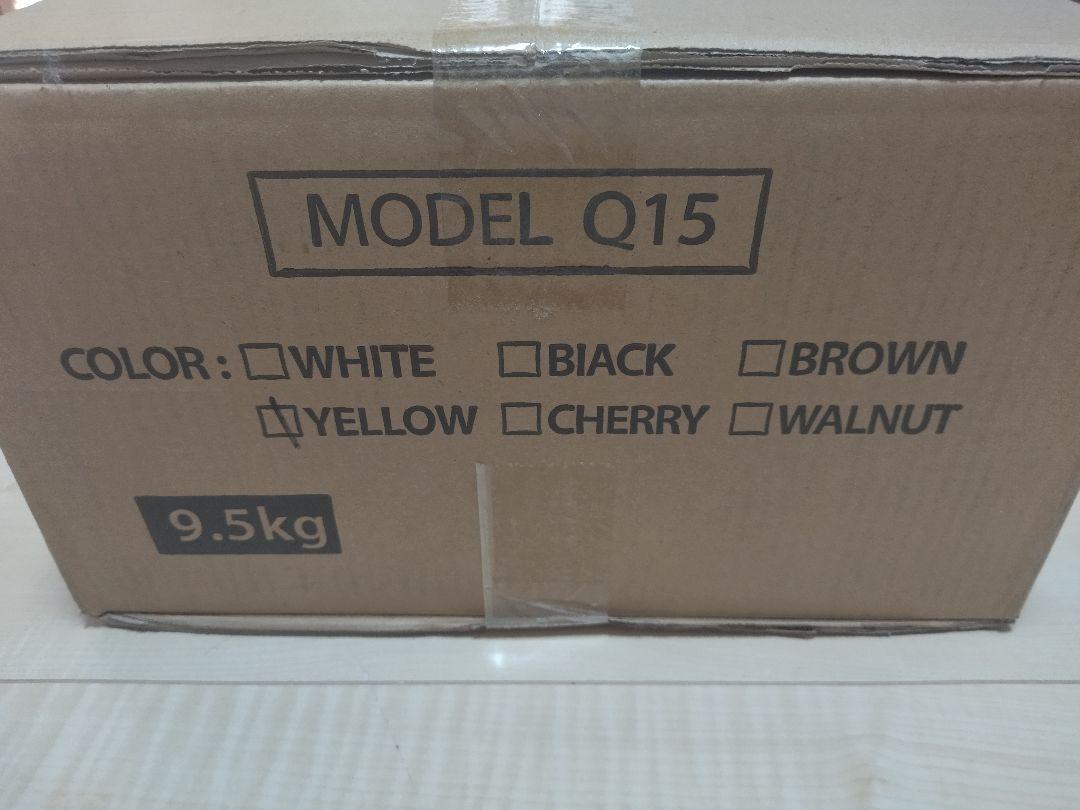 MODEL Q15
COLOR: □WHITE □BIACK □BROWN
□YELLOW □CHERRY □WALNUT
9.5kg